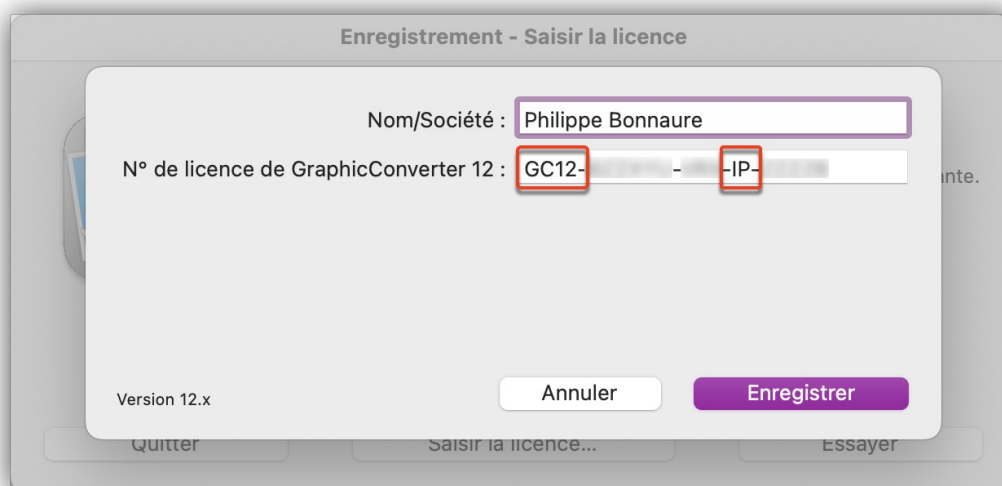 Enregistrement - Saisir la licence
Nom/Société : Philippe Bonnaure
N° de licence de GraphicConverter 12 : GC12- - -IP-
nte.
Version 12.x
Annuler
Enregistrer
Quitter
Saisir la licence...
Essayer